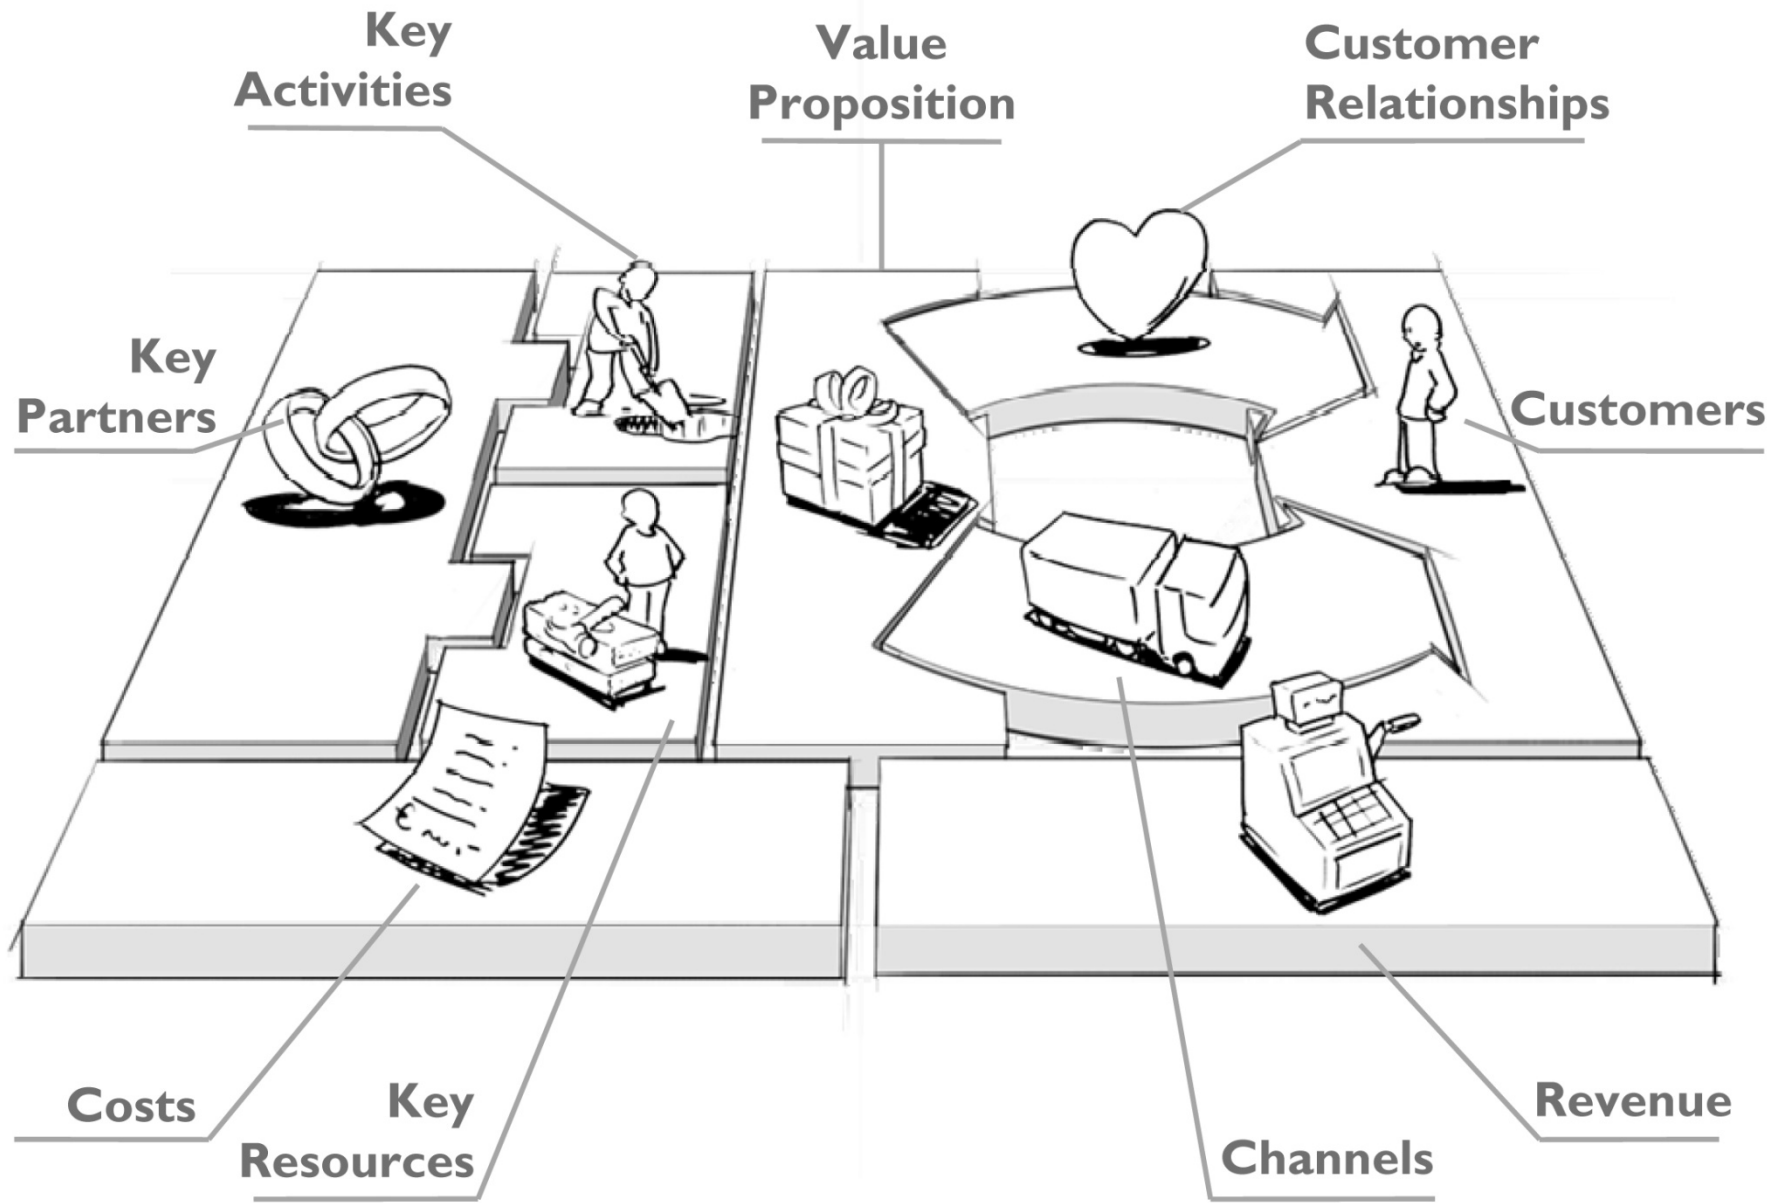 Key
Activities
Value
Proposition
Customer
Relationships
Key
Partners
Customers
€
Costs
Key
Resources
Channels
Revenue